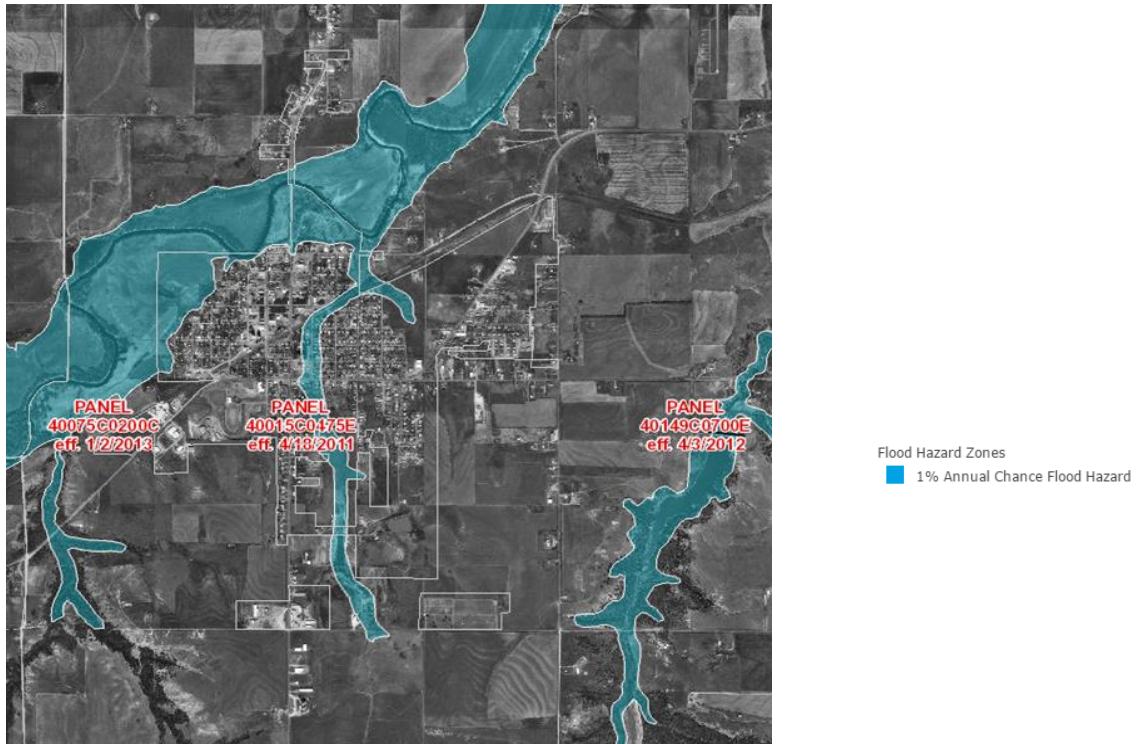 PANEL
40075C0200C
eff. 1/2/2013
PANEL
40015C0475E
eff. 4/18/2011
PANEL
40149C0700E
eff. 4/3/2012
Flood Hazard Zones
1% Annual Chance Flood Hazard